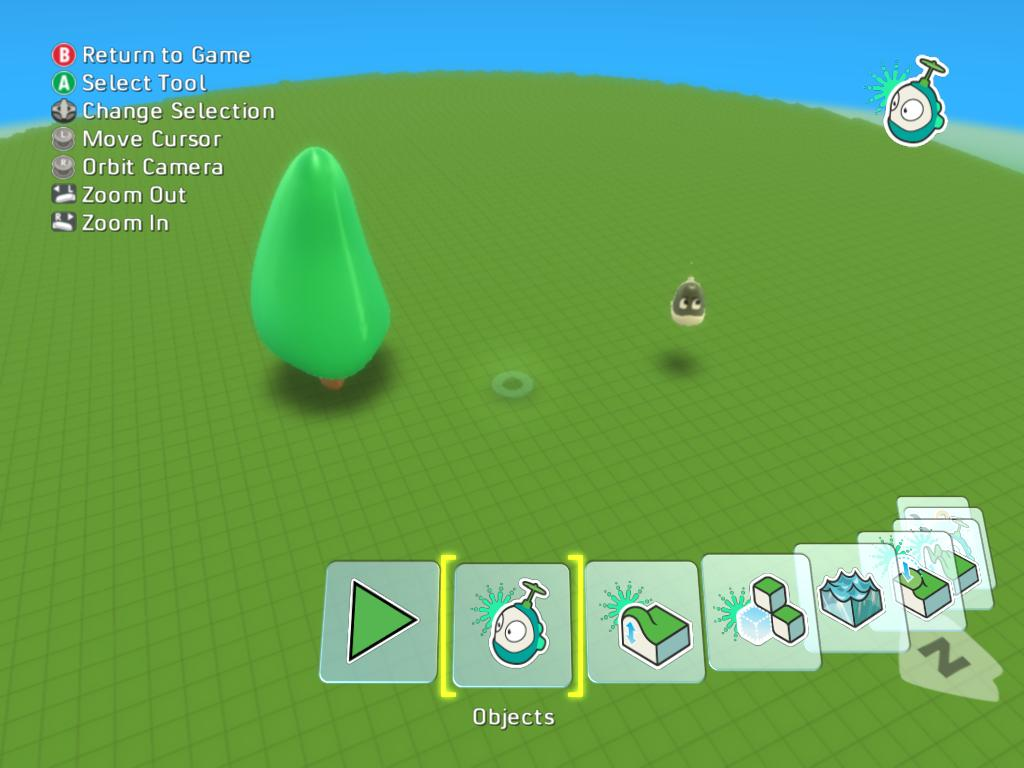 B Return to Game
A Select Tool
Change Selection
L Move Cursor
R Orbit Camera
L Zoom Out
R Zoom In
N
Objects